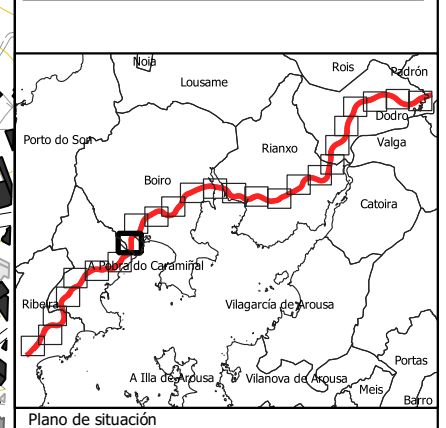 Noia
Lousame
Rois
Padrón
Dodro
Porto do Son
Rianxo
Valga
Boiro
Catoira
A Pobra do Caramiñal
Ribeira
Vilagarcía de Arousa
Portas
A Illa de Arousa
Vilanova de Arousa
Meis
Barro
Plano de situación